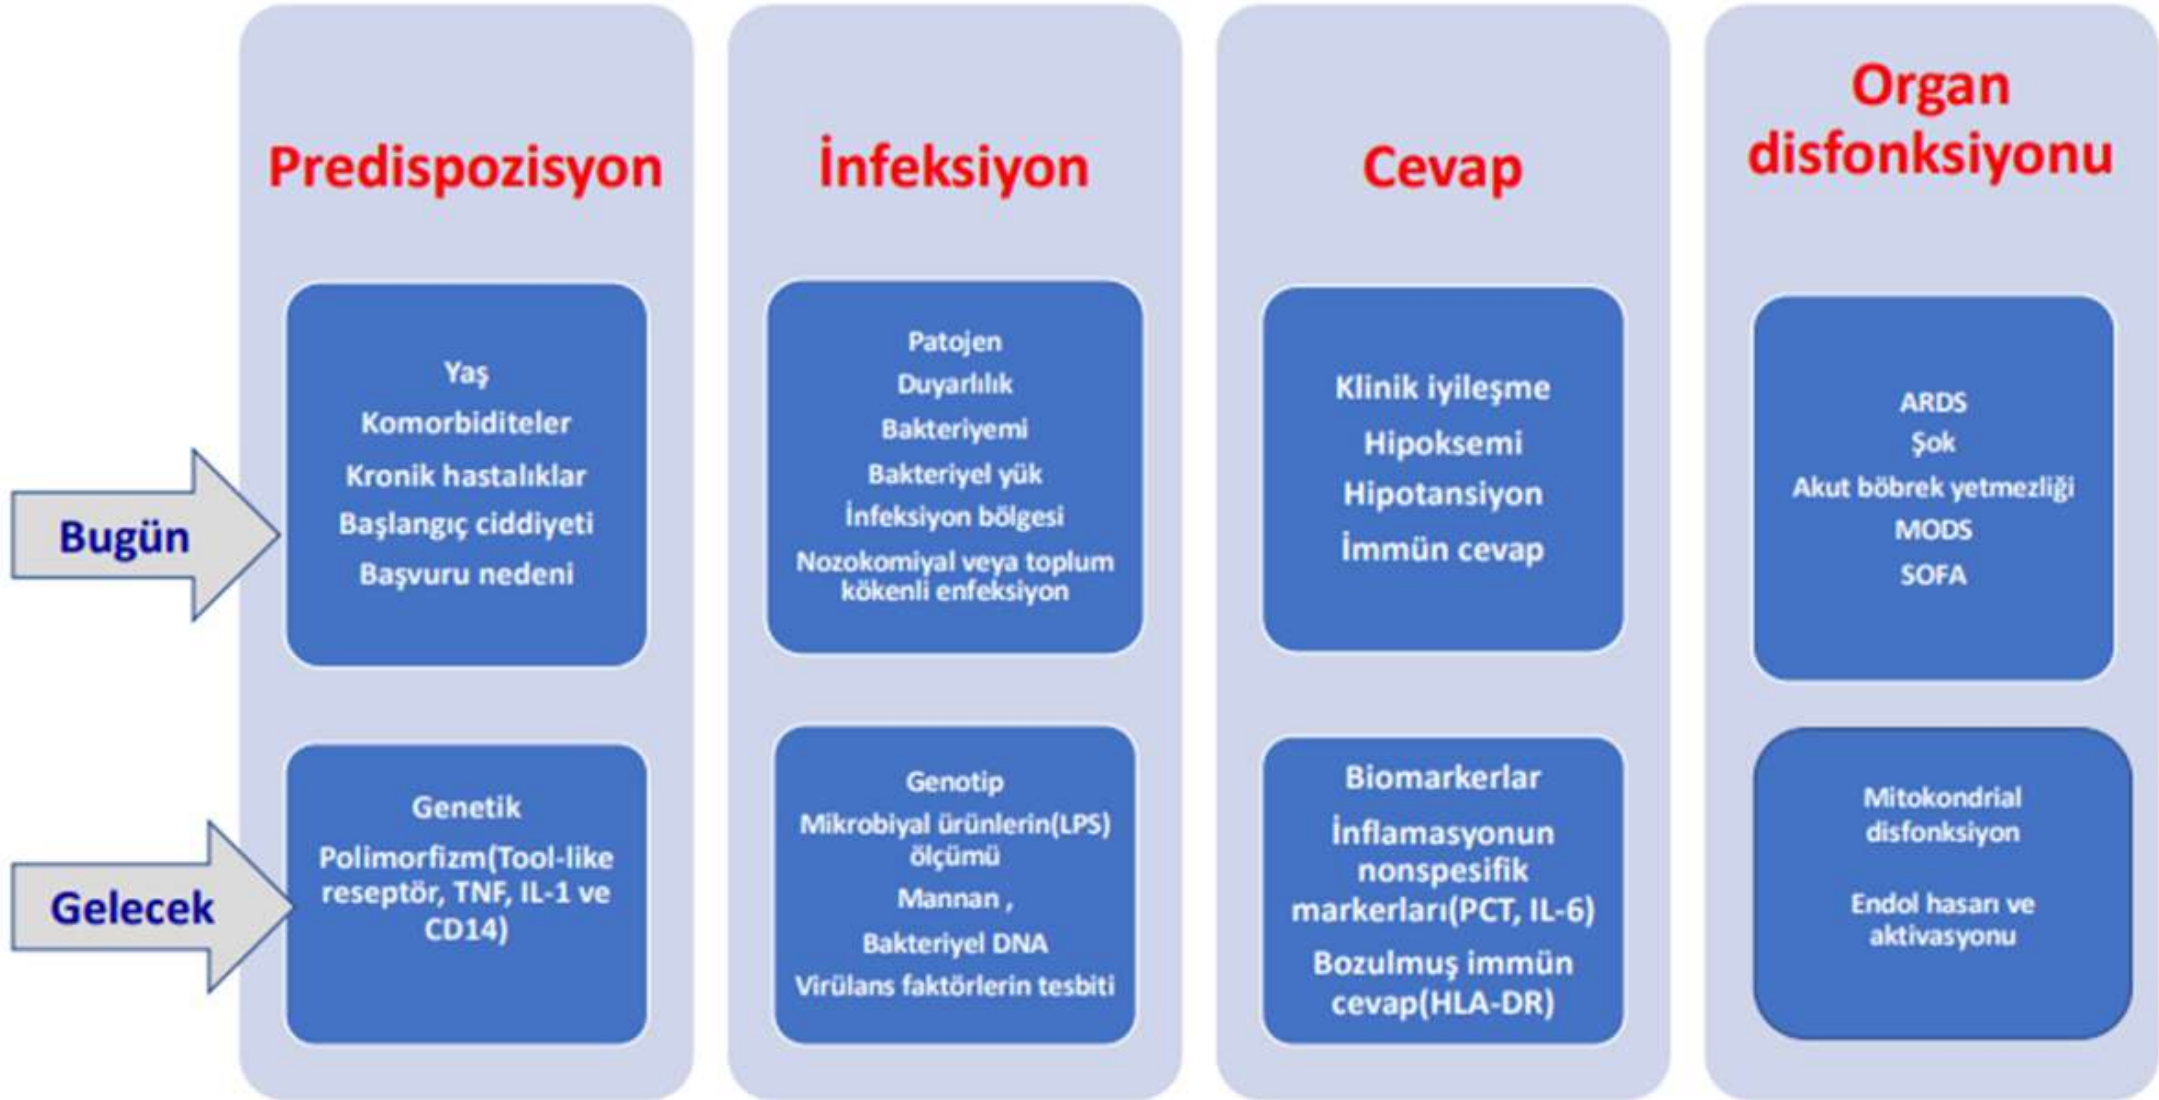 Predispozisyon
Yaş
Komorbiditeler
Kronik hastalıklar
Başlangıç ciddiyeti
Başvuru nedeni
Genetik
Polimorfizm(Tool-like
reseptör, TNF, IL-1 ve
CD14)
İnfeksiyon
Patojen
Duyarlılık
Bakteriyemi
Bakteriyel yük
İnfeksiyon bölgesi
Nozokomiyal veya toplum
kökenli enfeksiyon
Genotip
Mikrobiyal ürünlerin(LPS)
ölçümü
Mannan ,
Bakteriyel DNA
Virülans faktörlerin tesbiti
Cevap
Klinik iyileşme
Hipoksemi
Hipotansiyon
İmmün cevap
Biomarkerlar
İnflamasyonun
nonspesifik
markerları(PCT, IL-6)
Bozulmuş immün
cevap(HLA-DR)
Organ
disfonksiyonu
ARDS
Şok
Akut böbrek yetmezliği
MODS
SOFA
Mitokondrial
disfonksiyon
Endol hasarı ve
aktivasyonu
Bugün
Gelecek